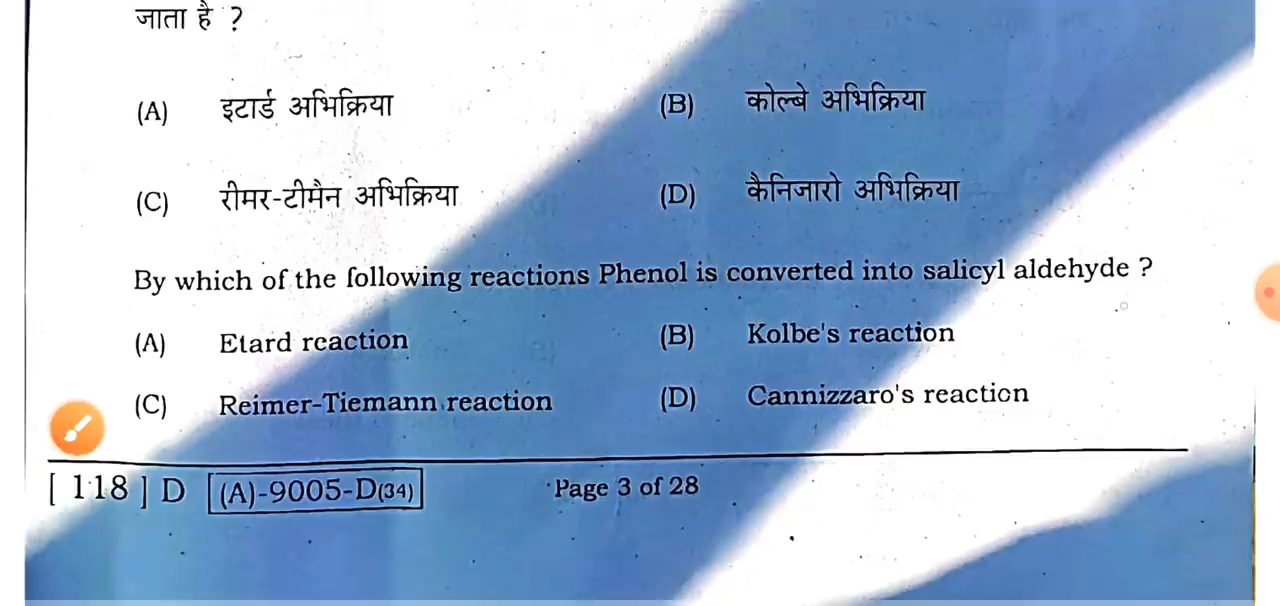 जाता है ?
(A) इटार्ड अभिक्रिया (B) कोल्बे अभिक्रिया
(C) रीमर-टीमैन अभिक्रिया (D) कैनिजारो अभिक्रिया
By which of the following reactions Phenol is converted into salicyl aldehyde ?
(A) Etard reaction (B) Kolbe's reaction
(C) Reimer-Tiemann reaction (D) Cannizzaro's reaction
[ 118 ] D (A)-9005-D(34) Page 3 of 28